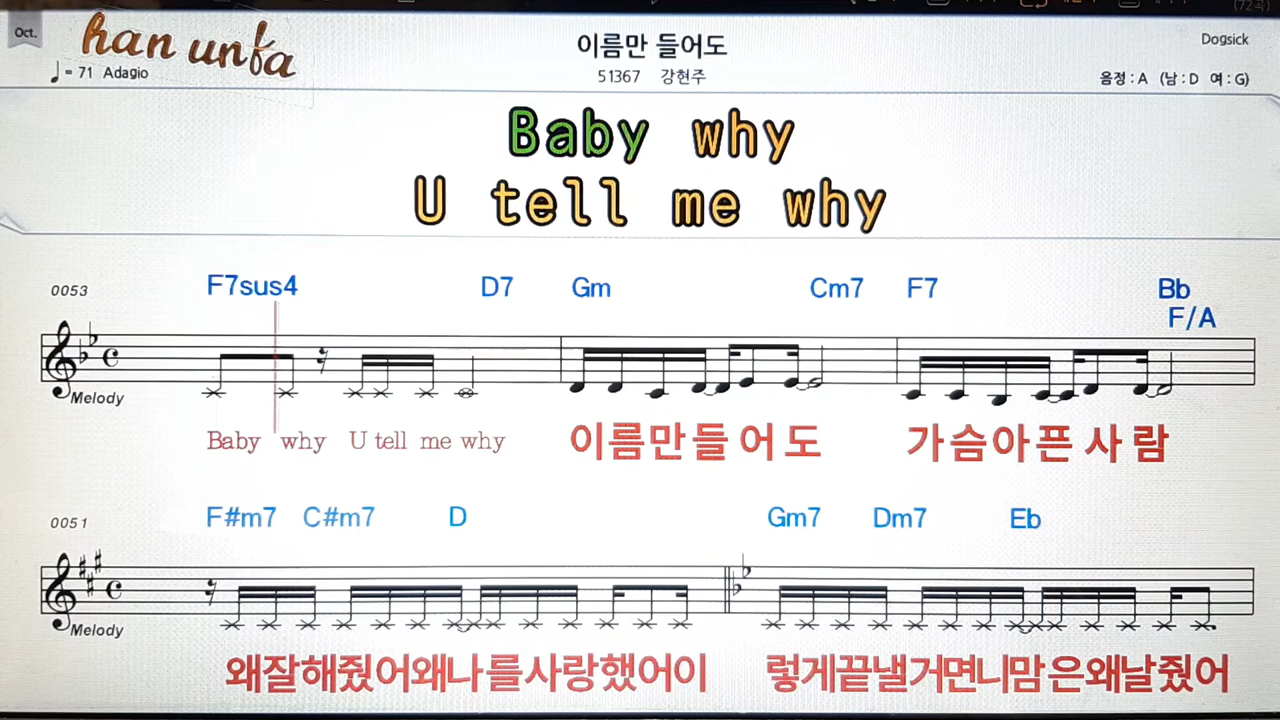 Oct.
han unfa
= 71 Adagio
이름만 들어도
51367 강현주
Dogsick
음정 : A (남 : D 여 : G)
Baby why
U tell me why
0053
F7sus4 D7 Gm Cm7 F7 Bb
F/A
Melody
Baby why U tell me why 이름만들어도 가슴아픈사람
0051
F#m7 C#m7 D Gm7 Dm7 Eb
Melody
왜잘해줬어왜나를사랑했어이 렇게끝낼거면니맘은왜날줬어